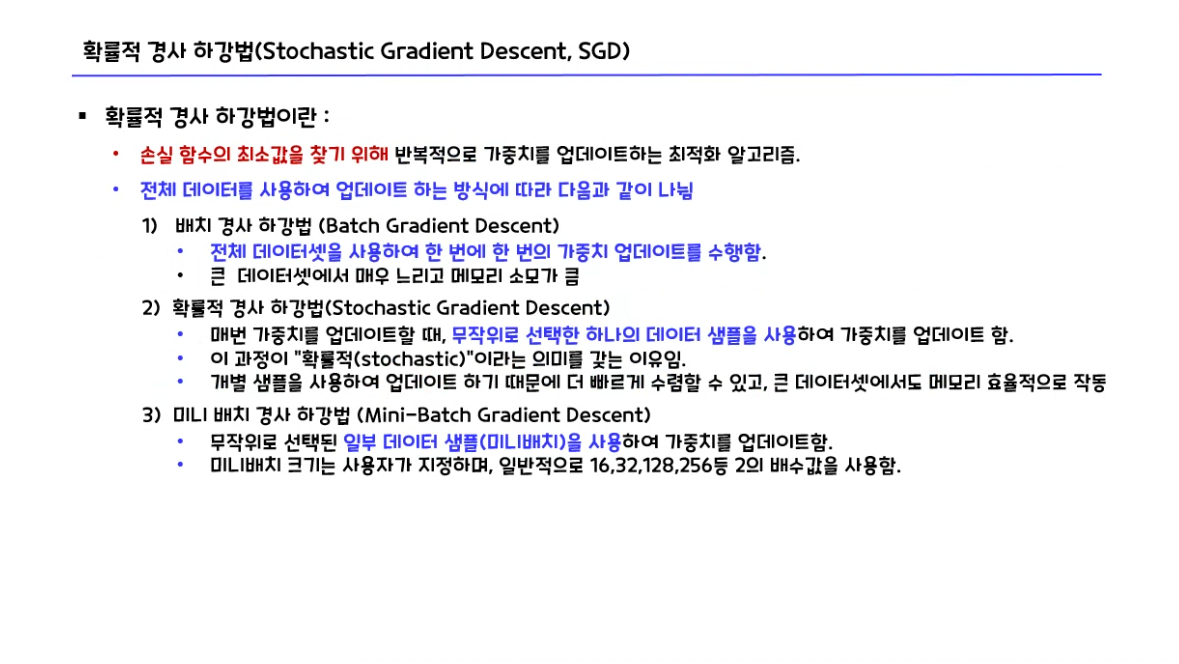 확률적 경사 하강법(Stochastic Gradient Descent, SGD)
▪ 확률적 경사 하강법이란 :
• 손실 함수의 최소값을 찾기 위해 반복적으로 가중치를 업데이트하는 최적화 알고리즘.
• 전체 데이터를 사용하여 업데이트 하는 방식에 따라 다음과 같이 나뉨
1) 배치 경사 하강법 (Batch Gradient Descent)
• 전체 데이터셋을 사용하여 한 번에 한 번의 가중치 업데이트를 수행함.
• 큰 데이터셋에서 매우 느리고 메모리 소모가 큼
2) 확률적 경사 하강법(Stochastic Gradient Descent)
• 매번 가중치를 업데이트할 때, 무작위로 선택한 하나의 데이터 샘플을 사용하여 가중치를 업데이트 함.
• 이 과정이 "확률적(stochastic)"이라는 의미를 갖는 이유임.
• 개별 샘플을 사용하여 업데이트 하기 때문에 더 빠르게 수렴할 수 있고, 큰 데이터셋에서도 메모리 효율적으로 작동
3) 미니 배치 경사 하강법 (Mini-Batch Gradient Descent)
• 무작위로 선택된 일부 데이터 샘플(미니배치)을 사용하여 가중치를 업데이트함.
• 미니배치 크기는 사용자가 지정하며, 일반적으로 16,32,128,256등 2의 배수값을 사용함.